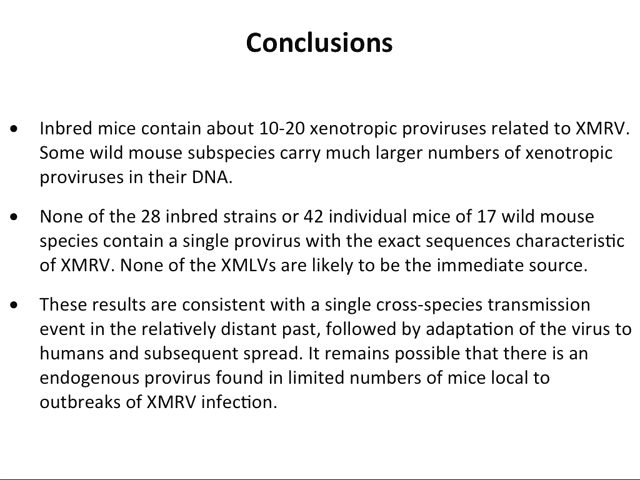 Conclusions
• Inbred mice contain about 10-20 xenotropic proviruses related to XMRV.
Some wild mouse subspecies carry much larger numbers of xenotropic
proviruses in their DNA.
• None of the 28 inbred strains or 42 individual mice of 17 wild mouse
species contain a single provirus with the exact sequences characteristic
of XMRV. None of the XMLVs are likely to be the immediate source.
• These results are consistent with a single cross-species transmission
event in the relatively distant past, followed by adaptation of the virus to
humans and subsequent spread. It remains possible that there is an
endogenous provirus found in limited numbers of mice local to
outbreaks of XMRV infection.